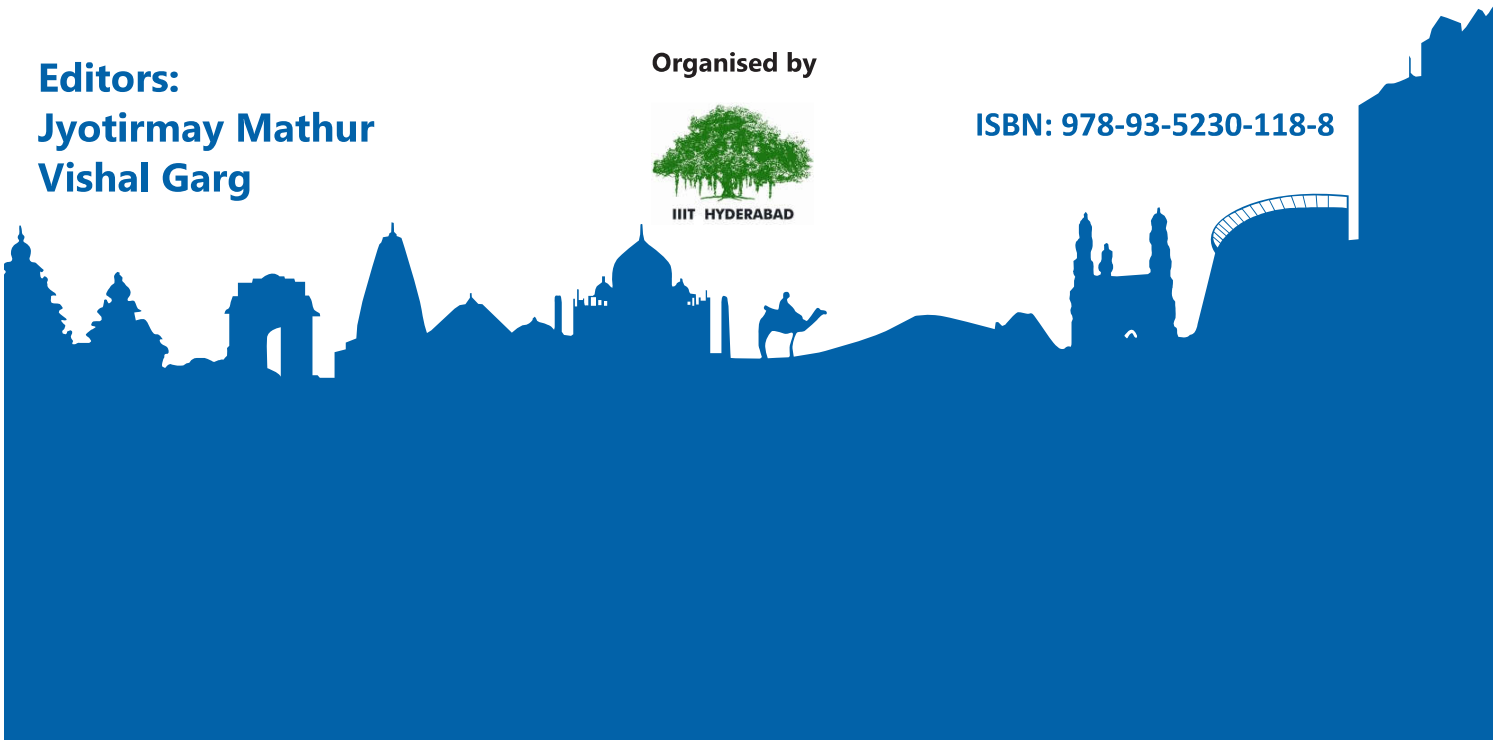 Editors:
Jyotirmay Mathur
Vishal Garg
Organised by
IIIT HYDERABAD
ISBN: 978-93-5230-118-8